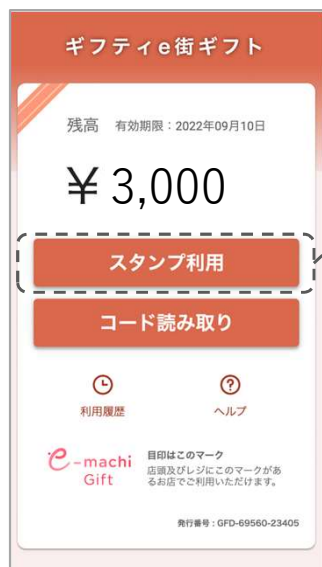 ギフティe街ギフト
残高 有効期限：2022年09月10日
¥ 3,000
スタンプ利用
コード読み取り
利用履歴 ヘルプ
e-machi
Gift
目印はこのマーク
店頭及びレジにこのマークがあ
るお店でご利用いただけます。
発行番号：GFD-69560-23405